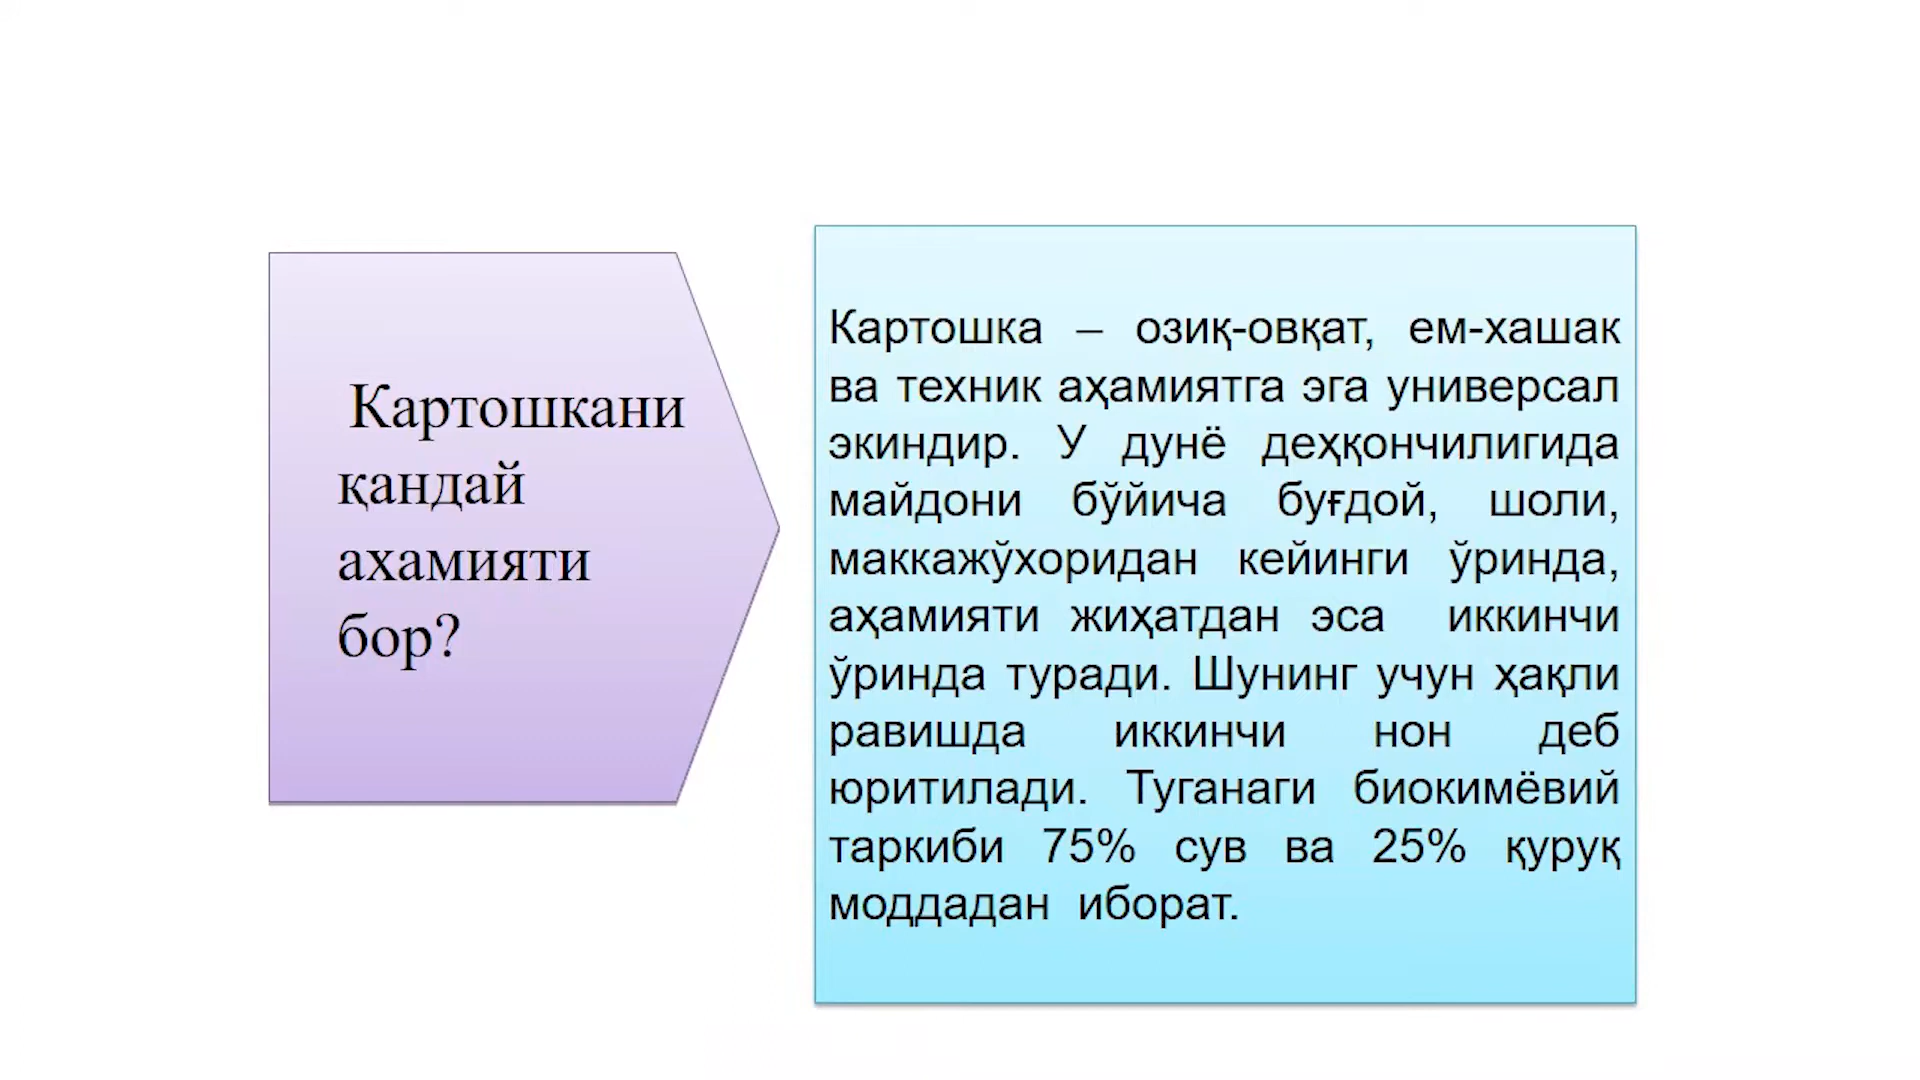 Картошкани
қандай
ахамияти
бор?
Картошка – озиқ-овқат, ем-хашак
ва техник аҳамиятга эга универсал
экиндир. У дунё деҳқончилигида
майдони бўйича буғдой, шоли,
маккажўхоридан кейинги ўринда,
аҳамияти жиҳатдан эса иккинчи
ўринда туради. Шунинг учун ҳақли
равишда иккинчи нон деб
юритилади. Туганаги биокимёвий
таркиби 75% сув ва 25% қуруқ
моддадан иборат.